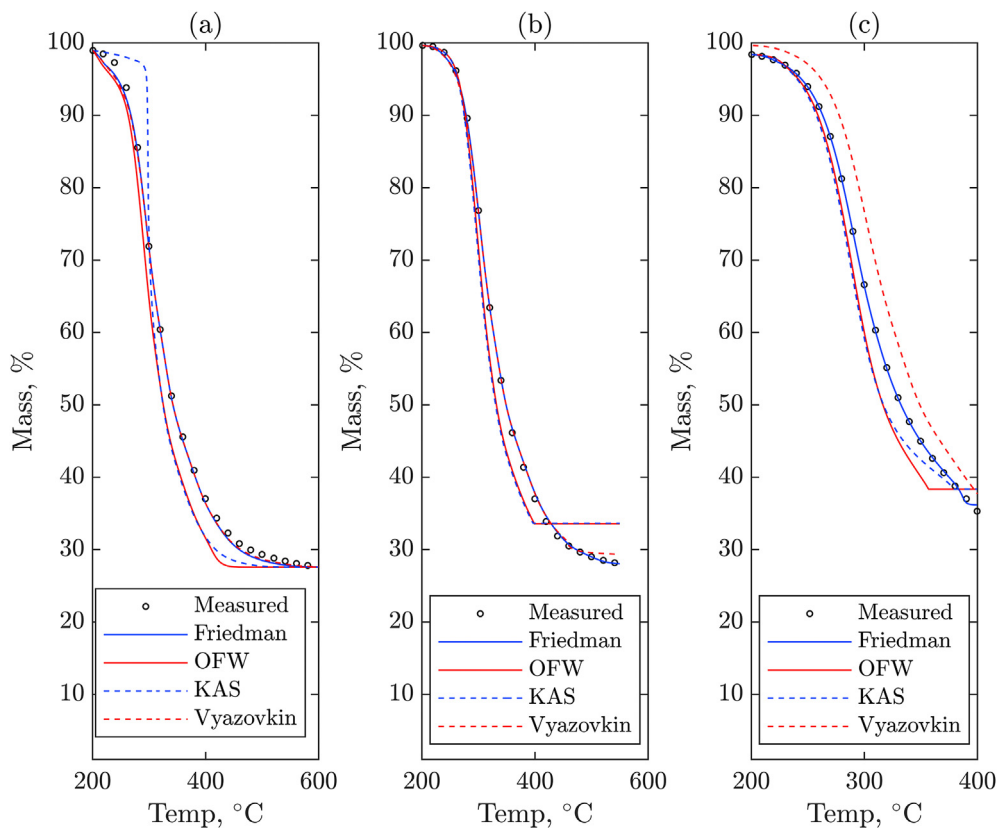 (a)
100
90
80
70
60
50
40
30
20
10
Mass, %
Measured
Friedman
OFW
KAS
Vyazovkin
200
400
600
Temp, °C
(b)
100
90
80
70
60
50
40
30
20
10
Mass, %
Measured
Friedman
OFW
KAS
Vyazovkin
200
400
600
Temp, °C
(c)
100
90
80
70
60
50
40
30
20
10
Mass, %
Measured
Friedman
OFW
KAS
Vyazovkin
200
300
400
Temp, °C